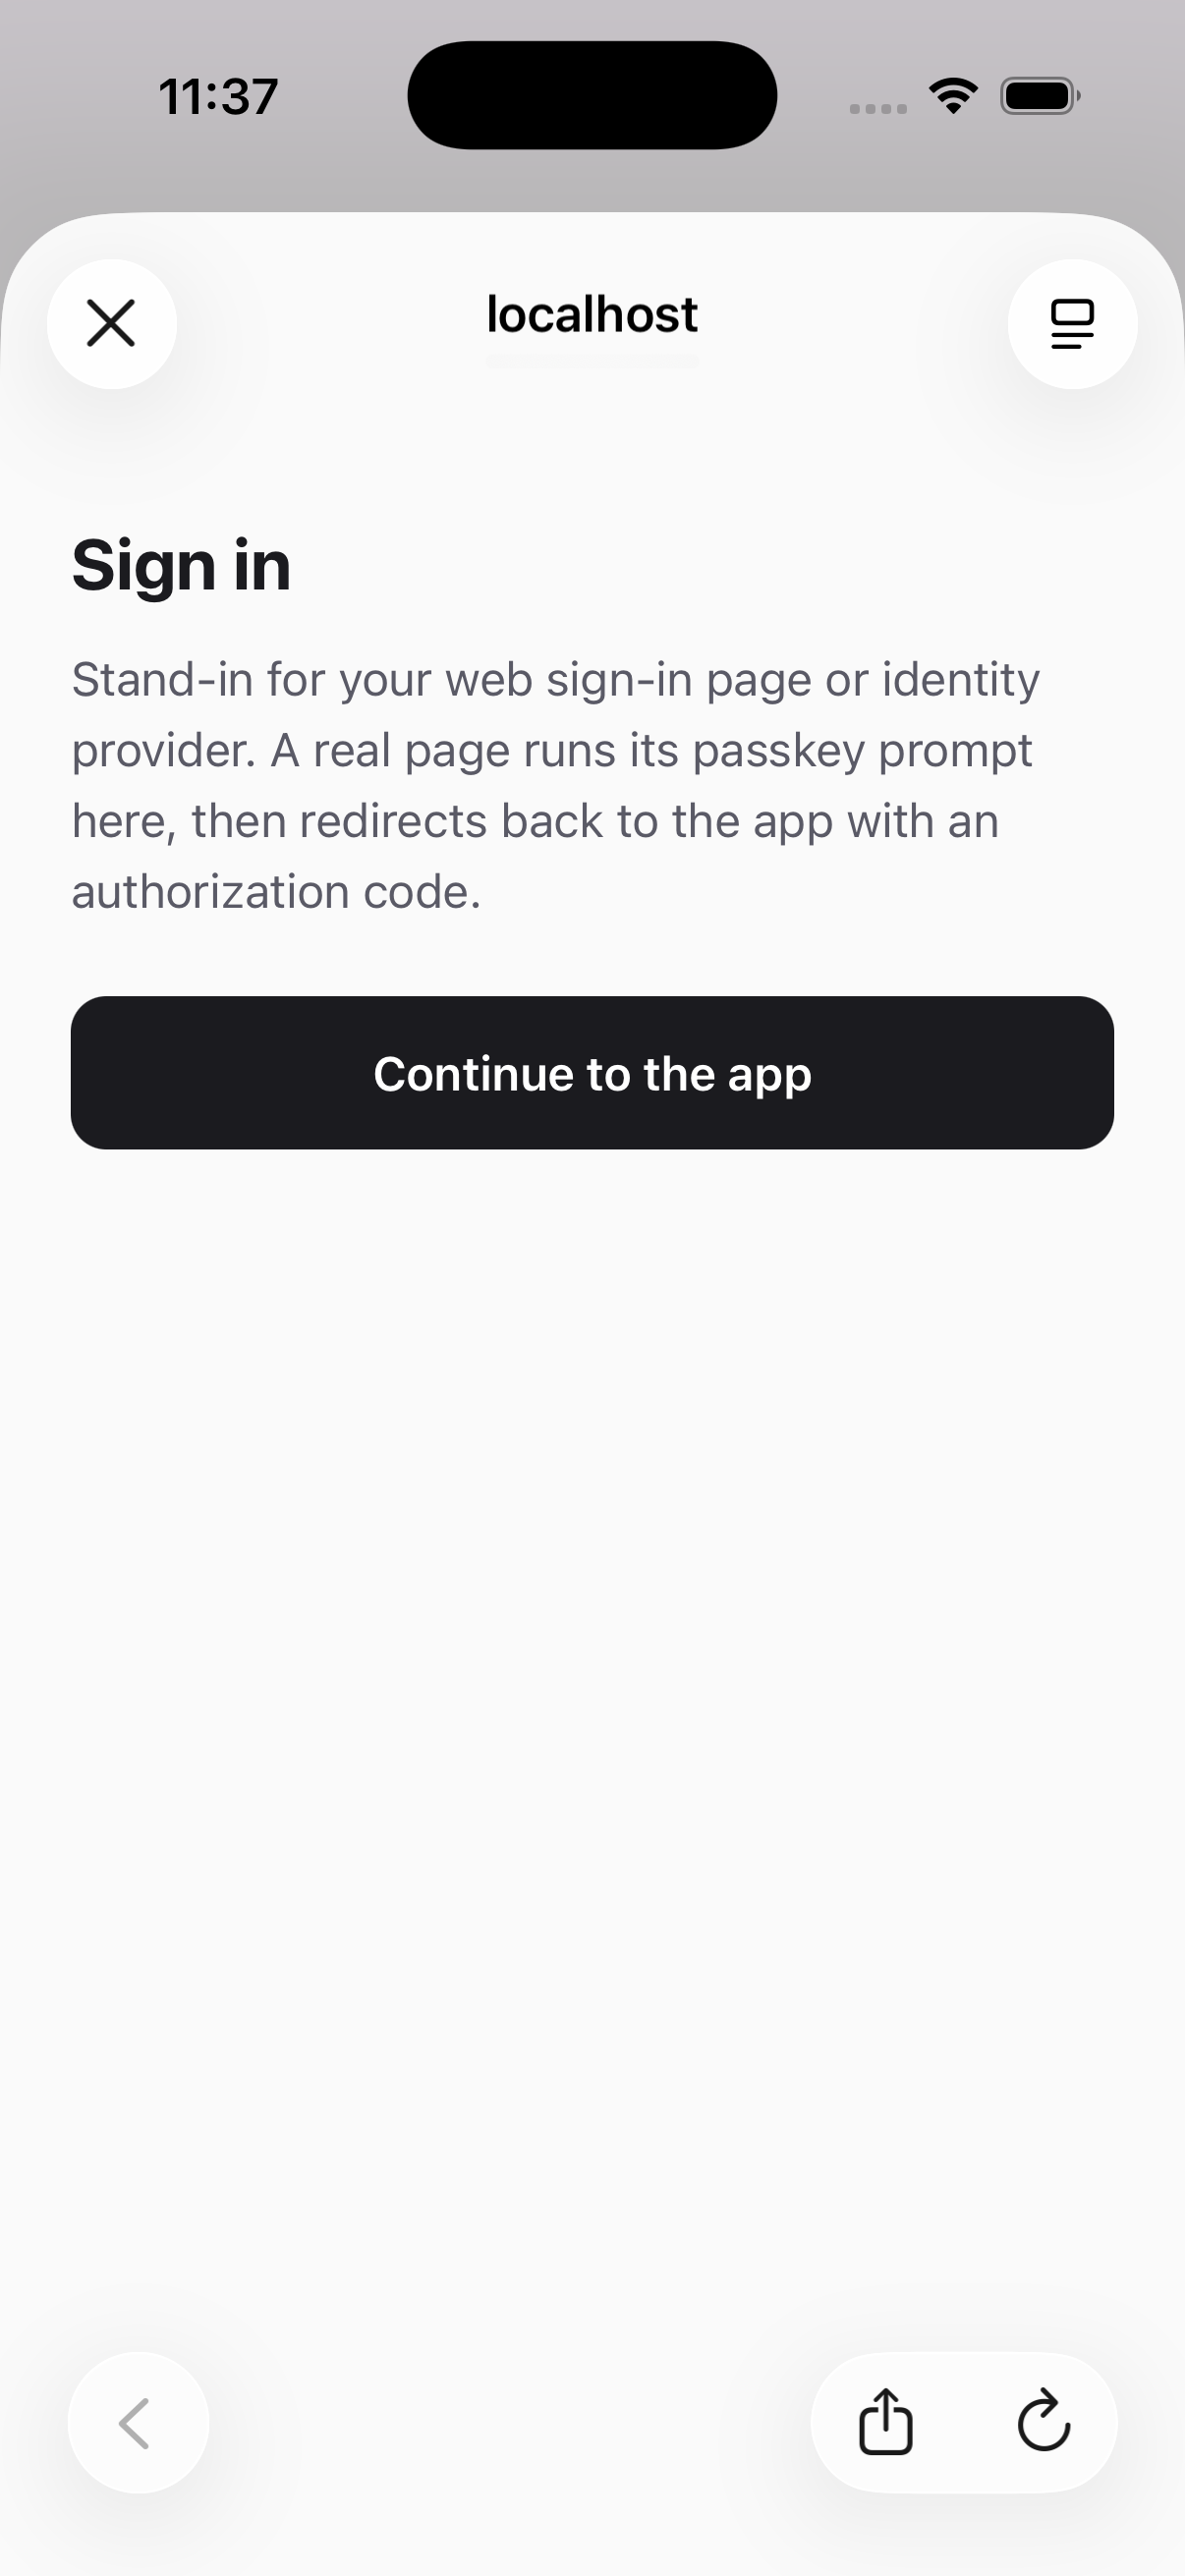 11:37
localhost
Sign in
Stand-in for your web sign-in page or identity
provider. A real page runs its passkey prompt
here, then redirects back to the app with an
authorization code.
Continue to the app